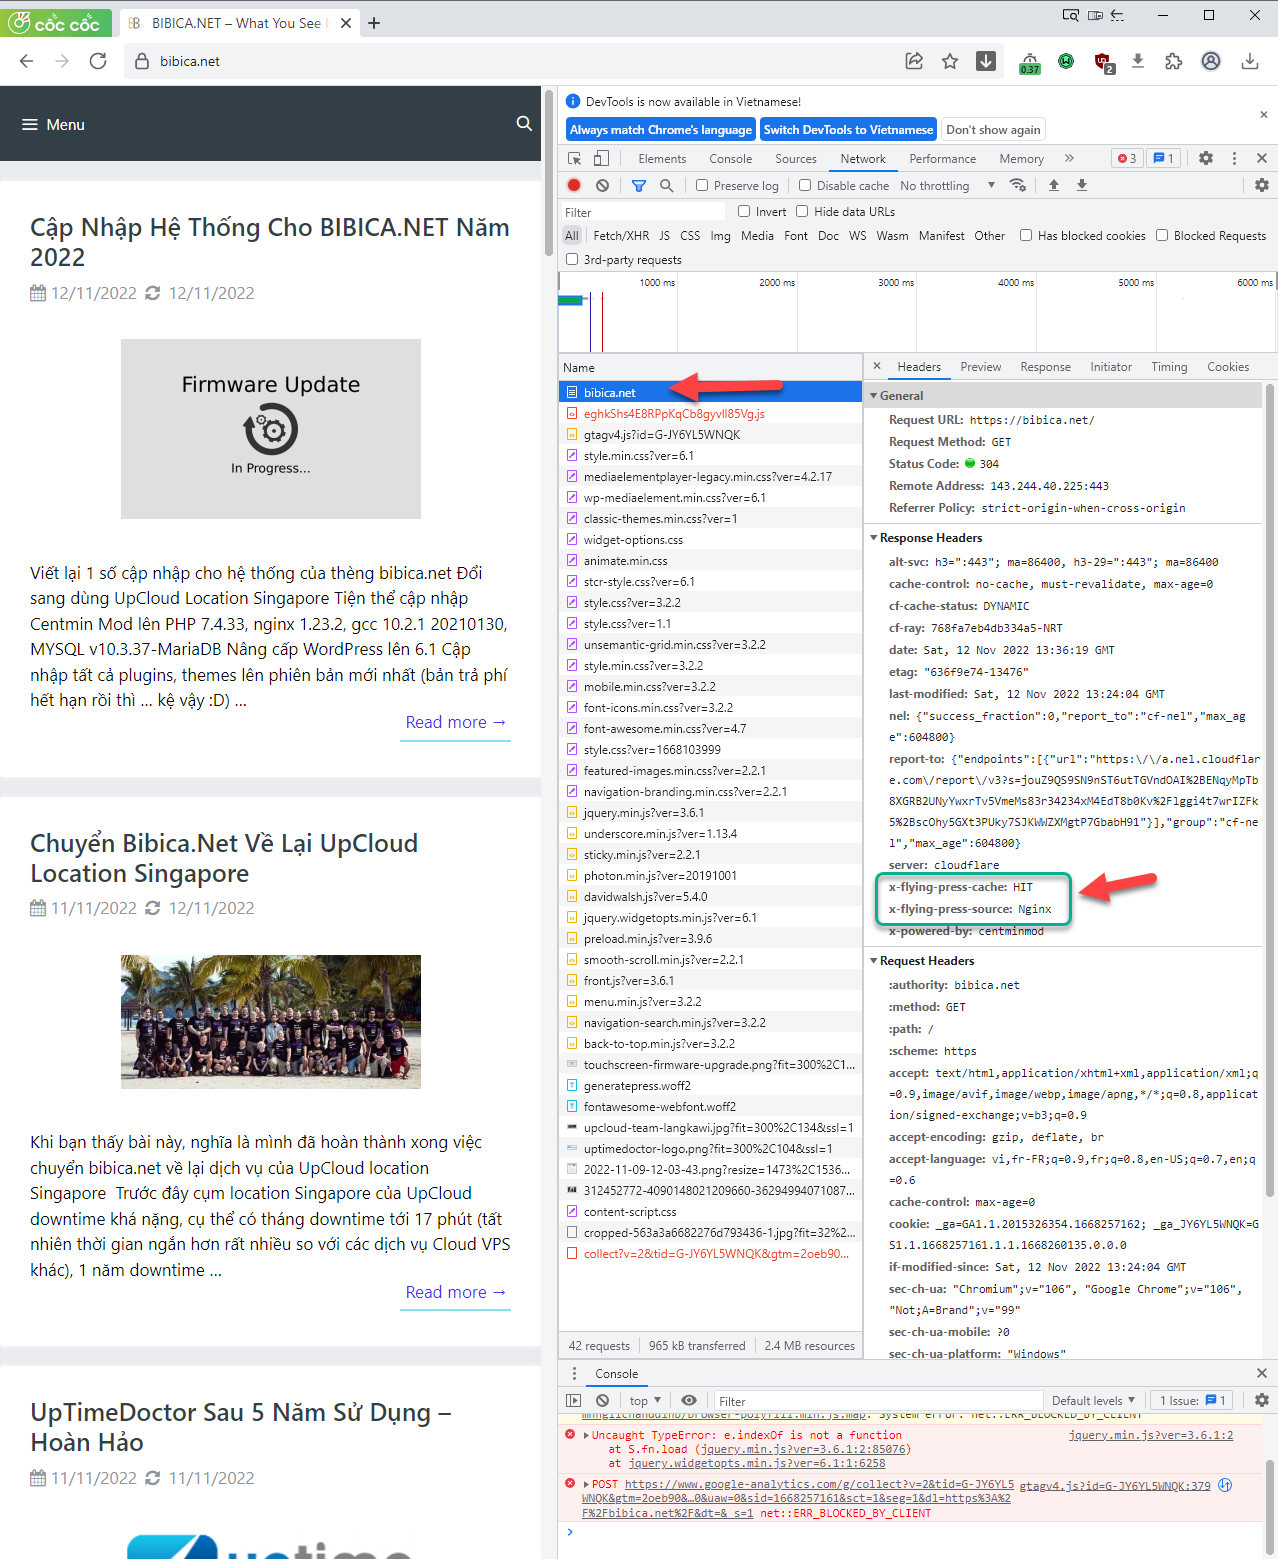 cốc cốc
BIBICA.NET – What You See I
bibica.net
0.37
2
Menu
Cập Nhập Hệ Thống Cho BIBICA.NET Năm
2022
12/11/2022 12/11/2022
Firmware Update
In Progress...
Viết lại 1 số cập nhập cho hệ thống của thèng bibica.net Đổi
sang dùng UpCloud Location Singapore Tiện thể cập nhập
Centmin Mod lên PHP 7.4.33, nginx 1.23.2, gcc 10.2.1 20210130,
MYSQL v10.3.37-MariaDB Nâng cấp WordPress lên 6.1 Cập
nhập tất cả plugins, themes lên phiên bản mới nhất (bản trả phí
hết hạn rồi thì ... kệ vậy :D) ...
Read more →
Chuyển Bibica.Net Về Lại UpCloud
Location Singapore
11/11/2022 12/11/2022
Khi bạn thấy bài này, nghĩa là mình đã hoàn thành xong việc
chuyển bibica.net về lại dịch vụ của UpCloud location
Singapore Trước đây cụm location Singapore của UpCloud
downtime khá nặng, cụ thể có tháng downtime tới 17 phút (tất
nhiên thời gian ngắn hơn rất nhiều so với các dịch vụ Cloud VPS
khác), 1 năm downtime ...
Read more →
UpTimeDoctor Sau 5 Năm Sử Dụng –
Hoàn Hảo
11/11/2022 11/11/2022
uptime
DevTools is now available in Vietnamese!
Always match Chrome's language Switch DevTools to Vietnamese Don't show again
Elements Console Sources Network Performance Memory » 3 1
Preserve log Disable cache No throttling
Filter Invert Hide data URLs
All Fetch/XHR JS CSS Img Media Font Doc WS Wasm Manifest Other Has blocked cookies Blocked Requests
3rd-party requests
1000 ms 2000 ms 3000 ms 4000 ms 5000 ms 6000 ms
Name
bibica.net
eghkShs4E8RPpKqCb8gyvlI85Vg.js
gtagv4.js?id=G-JY6YL5WNQK
style.min.css?ver=6.1
mediaelementplayer-legacy.min.css?ver=4.2.17
wp-mediaelement.min.css?ver=6.1
classic-themes.min.css?ver=1
widget-options.css
animate.min.css
stcr-style.css?ver=6.1
style.css?ver=3.2.2
style.css?ver=1.1
unsemantic-grid.min.css?ver=3.2.2
style.min.css?ver=3.2.2
mobile.min.css?ver=3.2.2
font-icons.min.css?ver=3.2.2
font-awesome.min.css?ver=4.7
style.css?ver=1668103999
featured-images.min.css?ver=2.2.1
navigation-branding.min.css?ver=2.2.1
jquery.min.js?ver=3.6.1
underscore.min.js?ver=1.13.4
sticky.min.js?ver=2.2.1
photon.min.js?ver=20191001
davidwalsh.js?ver=5.4.0
jquery.widgetopts.min.js?ver=6.1
preload.min.js?ver=3.9.6
smooth-scroll.min.js?ver=2.2.1
front.js?ver=3.6.1
menu.min.js?ver=3.2.2
navigation-search.min.js?ver=3.2.2
back-to-top.min.js?ver=3.2.2
touchscreen-firmware-upgrade.png?fit=300%2C1...
generatepress.woff2
fontawesome-webfont.woff2
upcloud-team-langkawi.jpg?fit=300%2C134&ssl=1
uptimedoctor-logo.png?fit=300%2C104&ssl=1
2022-11-09-12-03-43.png?resize=1473%2C1536...
312452772-4090148021209660-36294994071087...
content-script.css
cropped-563a3a6682276d793436-1.jpg?fit=32%2...
collect?v=2&tid=G-JY6YL5WNQK&gtm=2oeb90...
42 requests 965 kB transferred 2.4 MB resources
Headers Preview Response Initiator Timing Cookies
General
Request URL: https://bibica.net/
Request Method: GET
Status Code: 304
Remote Address: 143.244.40.225:443
Referrer Policy: strict-origin-when-cross-origin
Response Headers
alt-svc: h3=":443"; ma=86400, h3-29=":443"; ma=86400
cache-control: no-cache, must-revalidate, max-age=0
cf-cache-status: DYNAMIC
cf-ray: 768fa7eb4db334a5-NRT
date: Sat, 12 Nov 2022 13:36:19 GMT
etag: "636f9e74-13476"
last-modified: Sat, 12 Nov 2022 13:24:04 GMT
nel: {"success_fraction":0,"report_to":"cf-nel","max_ag
e":604800}
report-to: {"endpoints":[{"url":"https:\/\/a.nel.cloudflar
e.com\/report\/v3?s=jouZ9QS9SN9nST6utTGVndOAI%2BENqyMpTb
8XGRB2UNyYwxrTv5VmeMs83r34234xM4EdT8b0Kv%2Flggi4t7wrIZFk
5%2BscOhy5GXt3PUky7SJKWWZXMgtP7GbabH91"}],"group":"cf-ne
l","max_age":604800}
server: cloudflare
x-flying-press-cache: HIT
x-flying-press-source: Nginx
x-powered-by: centminmod
Request Headers
:authority: bibica.net
:method: GET
:path: /
:scheme: https
accept: text/html,application/xhtml+xml,application/xml;q
=0.9,image/avif,image/webp,image/apng,*/*;q=0.8,applicat
ion/signed-exchange;v=b3;q=0.9
accept-encoding: gzip, deflate, br
accept-language: vi,fr-FR;q=0.9,fr;q=0.8,en-US;q=0.7,en;q
=0.6
cache-control: max-age=0
cookie: _ga=GA1.1.2015326354.1668257162; _ga_JY6YL5WNQK=G
S1.1.1668257161.1.1.1668260135.0.0.0
if-modified-since: Sat, 12 Nov 2022 13:24:04 GMT
sec-ch-ua: "Chromium";v="106", "Google Chrome";v="106",
"Not;A=Brand";v="99"
sec-ch-ua-mobile: ?0
sec-ch-ua-platform: "Windows"
Console
top Filter Default levels 1 Issue: 1
System error: net::ERR_BLOCKED_BY_CLIENT
Uncaught TypeError: e.indexOf is not a function jquery.min.js?ver=3.6.1:2
at S.fn.load (jquery.min.js?ver=3.6.1:2:85076)
at jquery.widgetopts.min.js?ver=6.1:1:6258
POST https://www.google-analytics.com/g/collect?v=2&tid=G-JY6YL5 gtagv4.js?id=G-JY6YL5WNQK:379
WNQK&gtm=2oeb90&…0&uaw=0&sid=1668257161&sct=1&seg=1&dl=https%3A%2
F%2Fbibica.net%2F&dt=&_s=1 net::ERR_BLOCKED_BY_CLIENT